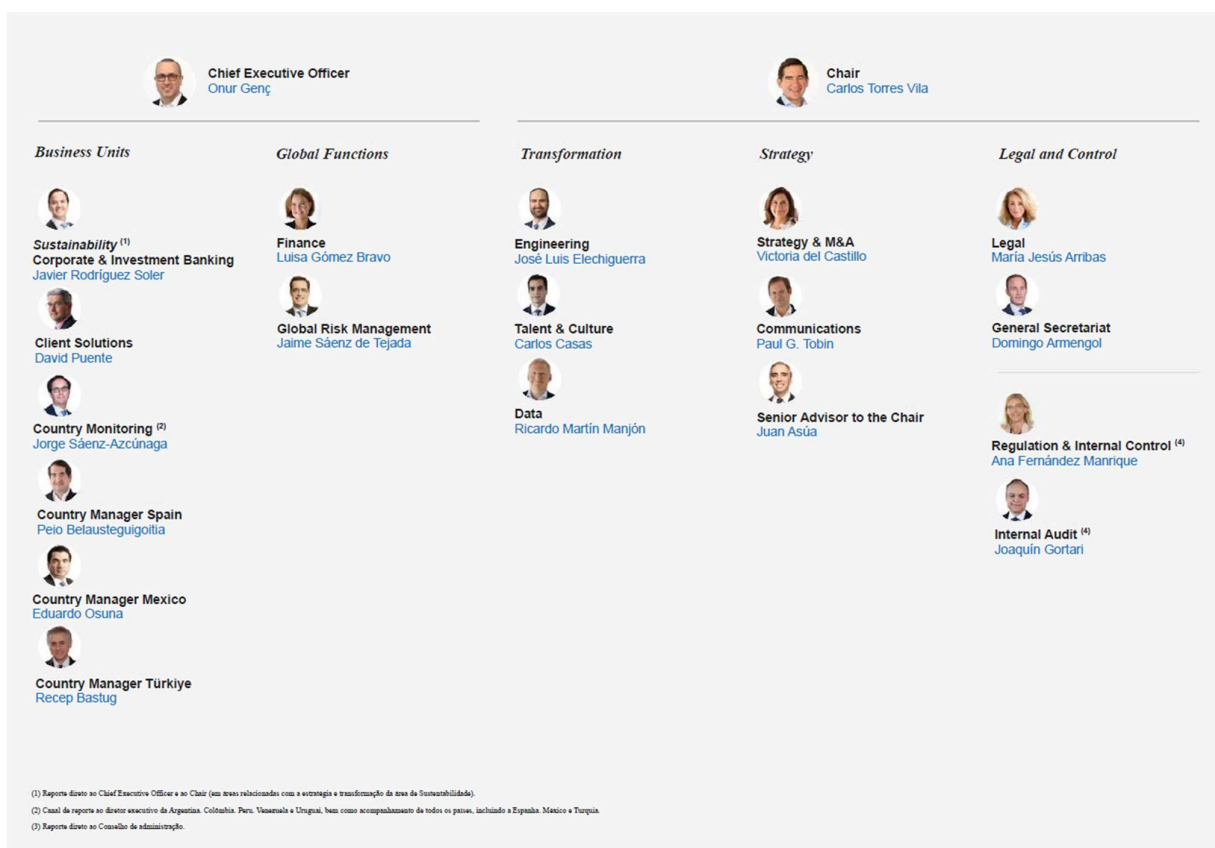 Chief Executive Officer
Onur Genç
Chair
Carlos Torres Vila
Business Units
Sustainability (1)
Corporate & Investment Banking
Javier Rodríguez Soler
Client Solutions
David Puente
Country Monitoring (2)
Jorge Sáenz-Azcúnaga
Country Manager Spain
Peio Belausteguigoitia
Country Manager Mexico
Eduardo Osuna
Country Manager Türkiye
Recep Bastug
Global Functions
Finance
Luisa Gómez Bravo
Global Risk Management
Jaime Sáenz de Tejada
Transformation
Engineering
José Luis Elechiguerra
Talent & Culture
Carlos Casas
Data
Ricardo Martín Manjón
Strategy
Strategy & M&A
Victoria del Castillo
Communications
Paul G. Tobin
Senior Advisor to the Chair
Juan Asúa
Legal and Control
Legal
María Jesús Arribas
General Secretariat
Domingo Armengol
Regulation & Internal Control (4)
Ana Fernández Manrique
Internal Audit (4)
Joaquín Gortari
(1) Reporte direto ao Chief Executive Officer e ao Chair (em áreas relacionadas com a estrategia e transformação da área de Sustentabilidade).
(2) Canal de reporte ao diretor executivo da Argentina. Colômbia. Peru. Venezuela e Uruguai, bem como acompanhamento de todos os países, incluindo a Espanha. Mexico e Turquia.
(3) Reporte direto ao Conselho de administração.